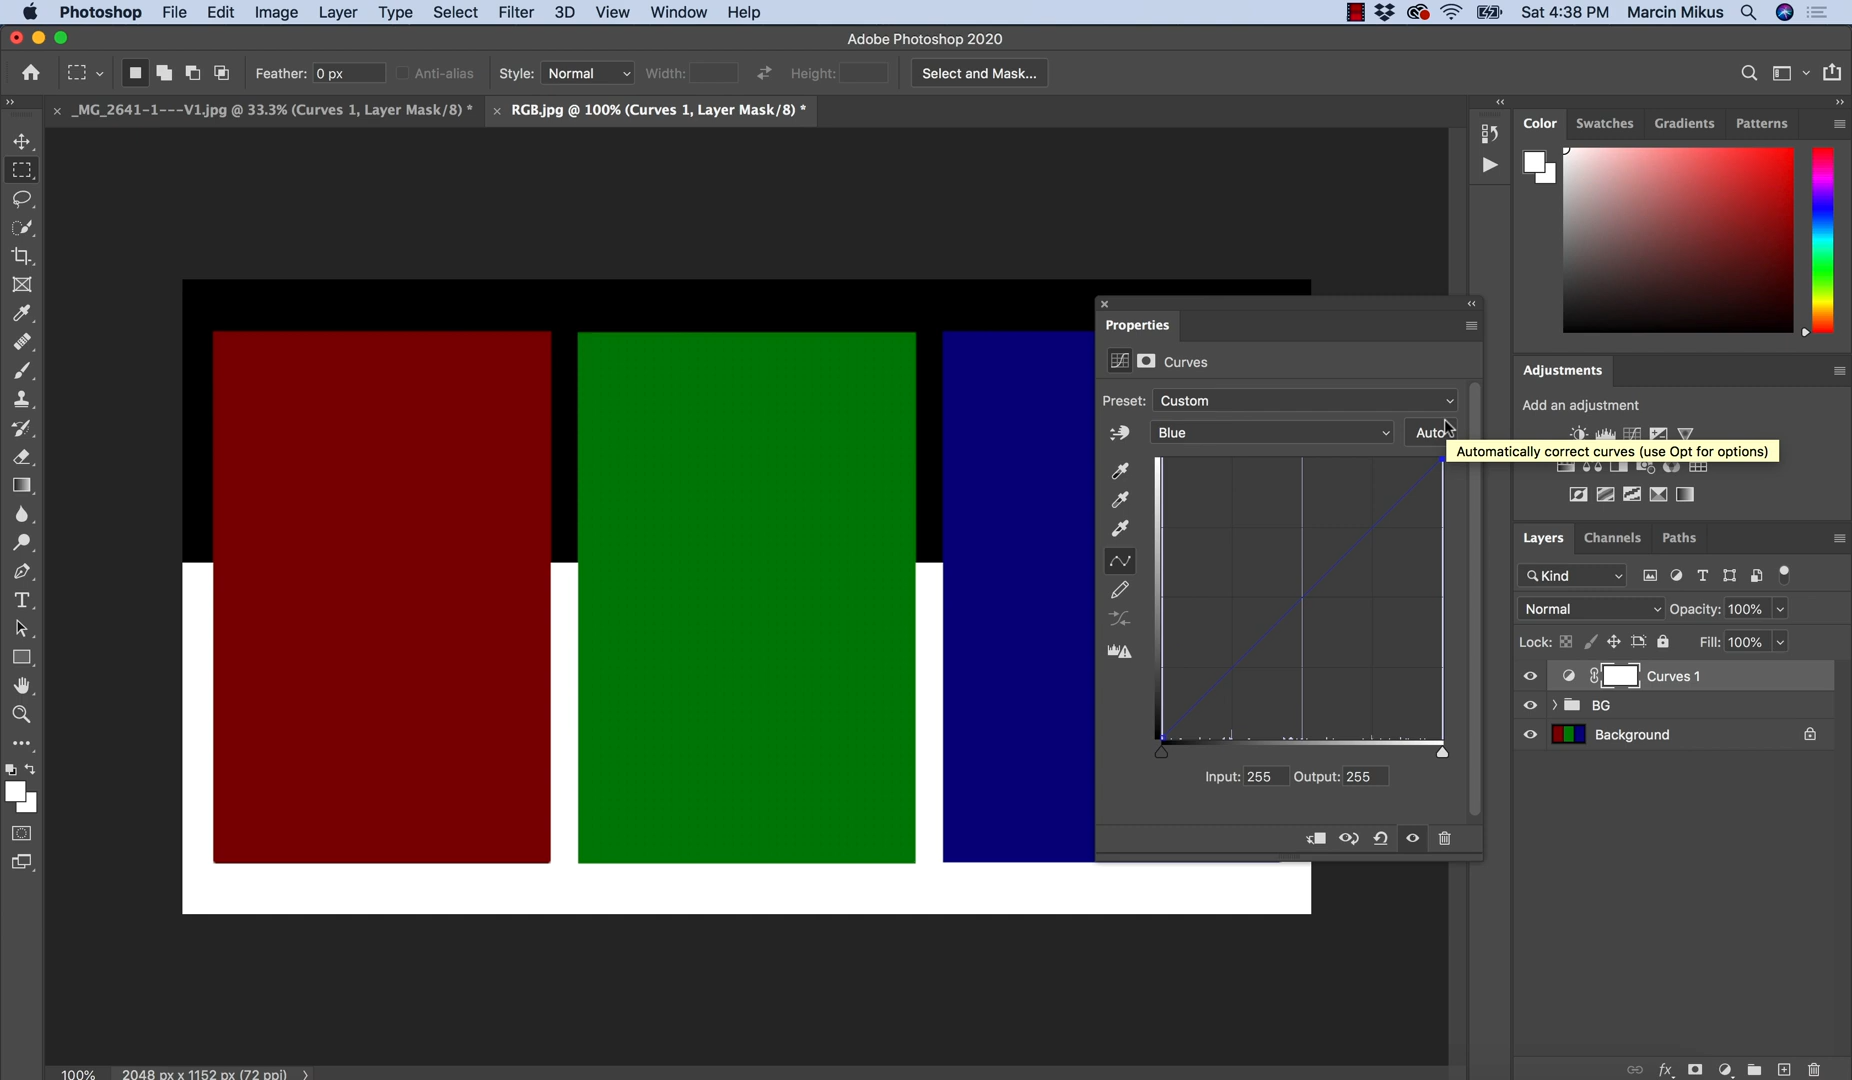 Photoshop File Edit Image Layer Type Select Filter 3D View Window Help Sat 4:38 PM Marcin Mikus
Adobe Photoshop 2020
Feather: 0 px Anti-alias Style: Normal Width: Height: Select and Mask...
_MG_2641-1---V1.jpg @ 33.3% (Curves 1, Layer Mask/8) * RGB.jpg @ 100% (Curves 1, Layer Mask/8) *
Color Swatches Gradients Patterns
Properties
Curves
Preset: Custom
Blue Auto
Automatically correct curves (use Opt for options)
Input: 255 Output: 255
Adjustments
Add an adjustment
Layers Channels Paths
Kind
Normal Opacity: 100%
Lock: Fill: 100%
Curves 1
BG
Background
100% 2048 px x 1152 px (72 ppi)